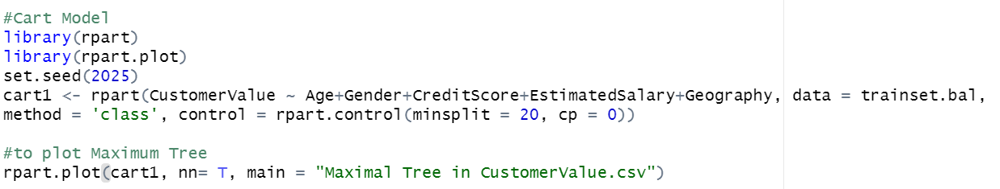 #Cart Model
library(rpart)
library(rpart.plot)
set.seed(2025)
cart1 <- rpart(CustomerValue ~ Age+Gender+CreditScore+EstimatedSalary+Geography, data = trainset.bal,
method = 'class', control = rpart.control(minsplit = 20, cp = 0))
#to plot Maximum Tree
rpart.plot(cart1, nn= T, main = "Maximal Tree in CustomerValue.csv")